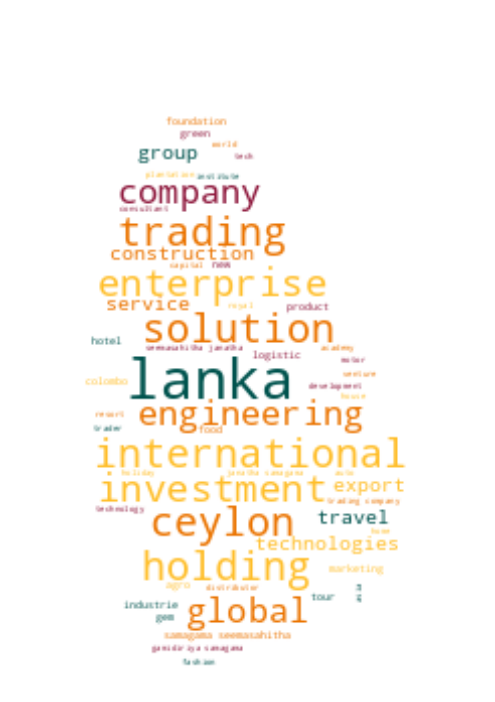 foundation
green
world
group
tech
plantation institute
company
consultant
trading
construction
capital new
enterprise
service royal product
solution
hotel
seemasahitha janatha academy
logistic motor
lanka
venture
colombo development
house
resort engineering
trader food
international
holiday janatha samagama auto
investment export
trading company
technology
ceylon travel
home
technologies
holding marketing
agro distributor
tour
industrie
global
gem
samagama seemasahitha
gamidiriya samagama
fashion